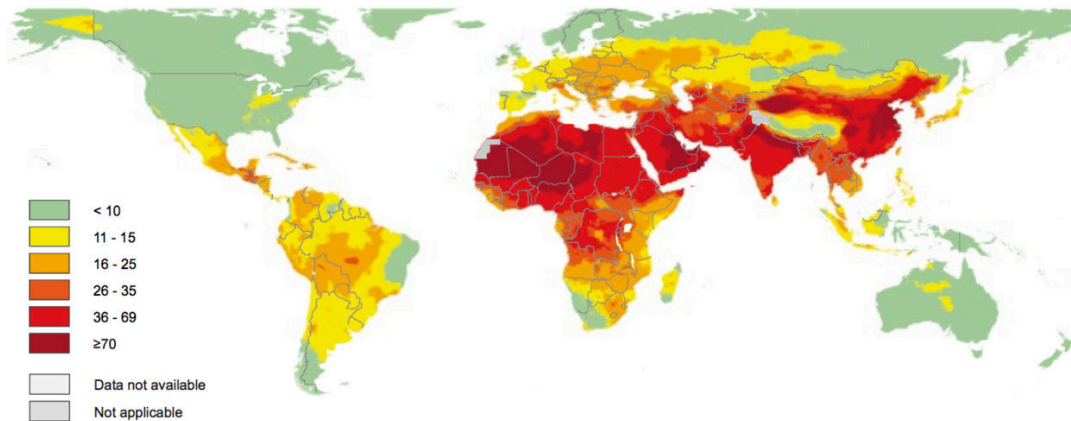 < 10
11 - 15
16 - 25
26 - 35
36 - 69
≥70
Data not available
Not applicable